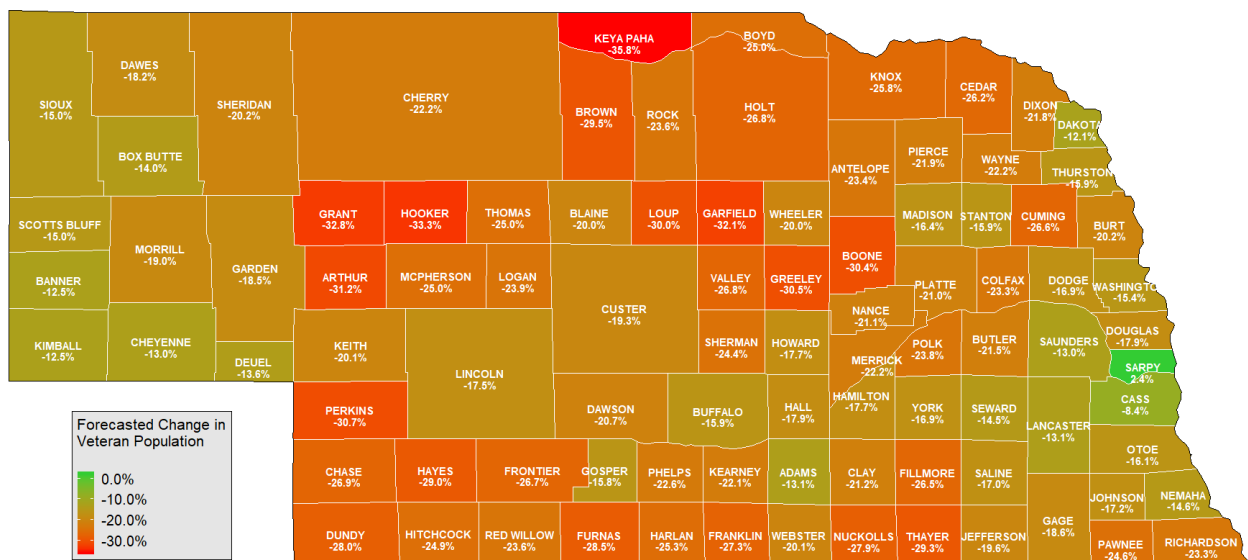 KEYA PAHA
-35.8%
BOYD
-25.0%
DAWES
-18.2%
SIOUX
-15.0%
SHERIDAN
-20.2%
CHERRY
-22.2%
BROWN
-29.5%
ROCK
-23.6%
HOLT
-26.8%
KNOX
-25.8%
CEDAR
-26.2%
DIXON
-21.8%
DAKOTA
-12.1%
BOX BUTTE
-14.0%
ANTELOPE
-23.4%
PIERCE
-21.9%
WAYNE
-22.2%
THURSTON
-15.9%
SCOTTS BLUFF
-15.0%
MORRILL
-19.0%
GARDEN
-18.5%
GRANT
-32.8%
HOOKER
-33.3%
THOMAS
-25.0%
BLAINE
-20.0%
LOUP
-30.0%
GARFIELD
-32.1%
WHEELER
-20.0%
MADISON
-16.4%
STANTON
-15.9%
CUMING
-26.6%
BURT
-20.2%
BANNER
-12.5%
ARTHUR
-31.2%
MCPHERSON
-25.0%
LOGAN
-23.9%
CUSTER
-19.3%
VALLEY
-26.8%
GREELEY
-30.5%
BOONE
-30.4%
PLATTE
-21.0%
COLFAX
-23.3%
DODGE
-16.9%
WASHINGTON
-15.4%
NANCE
-21.1%
KIMBALL
-12.5%
CHEYENNE
-13.0%
DEUEL
-13.6%
KEITH
-20.1%
LINCOLN
-17.5%
SHERMAN
-24.4%
HOWARD
-17.7%
MERRICK
-22.2%
POLK
-23.8%
BUTLER
-21.5%
SAUNDERS
-13.0%
DOUGLAS
-17.9%
SARPY
2.4%
CASS
-8.4%
PERKINS
-30.7%
DAWSON
-20.7%
BUFFALO
-15.9%
HALL
-17.9%
HAMILTON
-17.7%
YORK
-16.9%
SEWARD
-14.5%
LANCASTER
-13.1%
OTOE
-16.1%
CHASE
-26.9%
HAYES
-29.0%
FRONTIER
-26.7%
GOSPER
-15.8%
PHELPS
-22.6%
KEARNEY
-22.1%
ADAMS
-13.1%
CLAY
-21.2%
FILLMORE
-26.5%
SALINE
-17.0%
GAGE
-18.6%
JOHNSON
-17.2%
NEMAHA
-14.6%
DUNDY
-28.0%
HITCHCOCK
-24.9%
RED WILLOW
-23.6%
FURNAS
-28.5%
HARLAN
-25.3%
FRANKLIN
-27.3%
WEBSTER
-20.1%
NUCKOLLS
-27.9%
THAYER
-29.3%
JEFFERSON
-19.6%
PAWNEE
-24.6%
RICHARDSON
-23.3%
Forecasted Change in
Veteran Population
0.0%
-10.0%
-20.0%
-30.0%